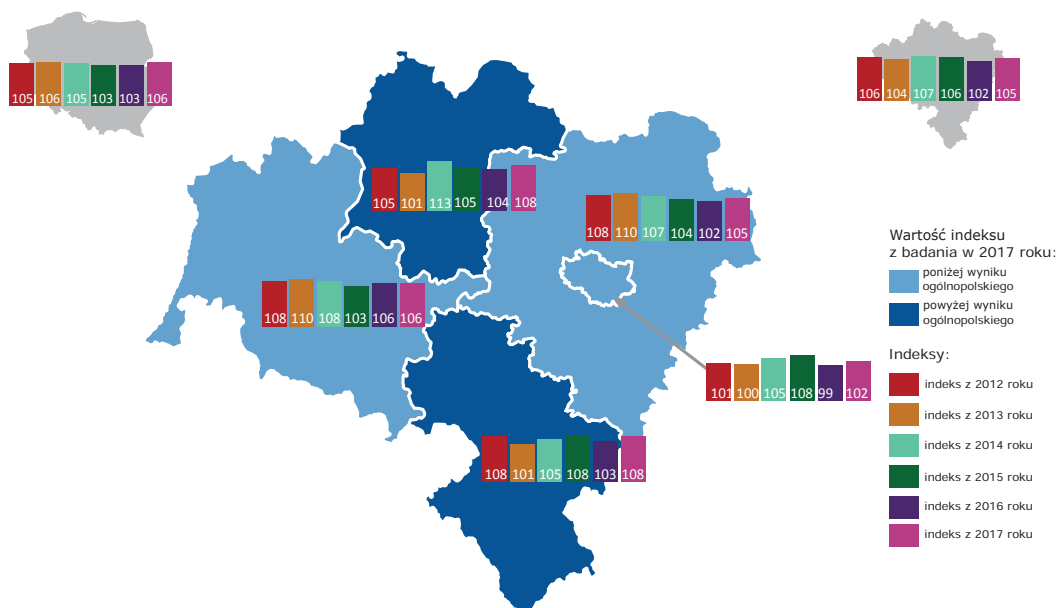 105 106 105 103 103 106
106 104 107 106 102 105
105 101 113 105 104 108
108 110 107 104 102 105
108 110 108 103 106 106
101 100 105 108 99 102
108 101 105 108 103 108
Wartość indeksu
z badania w 2017 roku:
poniżej wyniku
ogólnopolskiego
powyżej wyniku
ogólnopolskiego
Indeksy:
indeks z 2012 roku
indeks z 2013 roku
indeks z 2014 roku
indeks z 2015 roku
indeks z 2016 roku
indeks z 2017 roku